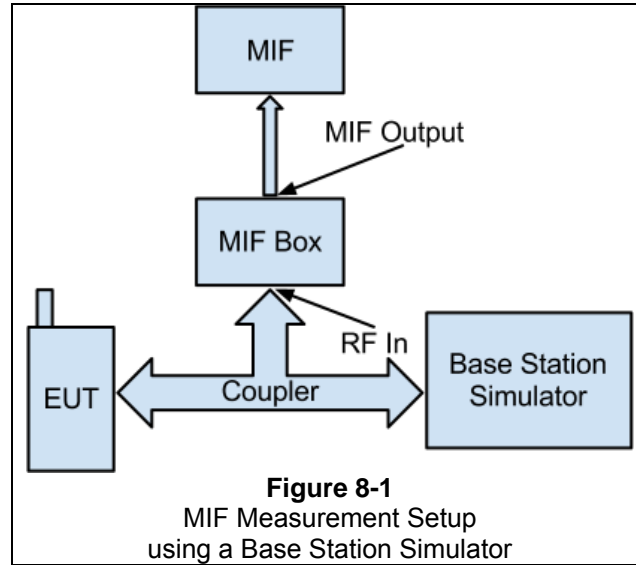 MIF
MIF Output
MIF Box
RF In
EUT
Coupler
Base Station
Simulator
Figure 8-1
MIF Measurement Setup
using a Base Station Simulator